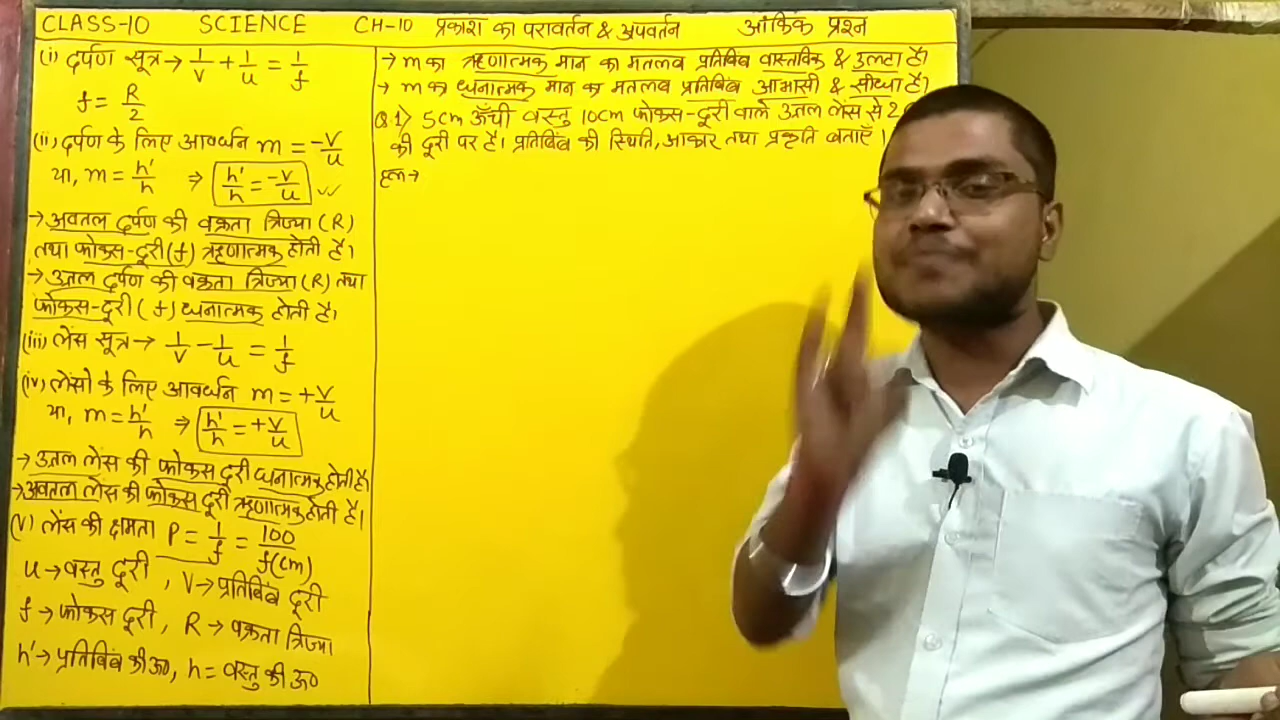 CLASS-10 SCIENCE CH-10 प्रकाश का परावर्तन & अपवर्तन आंकिक प्रश्न
(i) दर्पण सूत्र → 1/v + 1/u = 1/f
f = R/2
(ii) दर्पण के लिए आवर्धन m = -v/u
या, m = h'/h ⇒ h'/h = -v/u
→ अवतल दर्पण की वक्रता त्रिज्या (R)
तथा फोकस-दूरी (f) ऋणात्मक होती है।
→ उत्तल दर्पण की वक्रता त्रिज्या (R) तथा
फोकस-दूरी (f) धनात्मक होती है।
(iii) लेंस सूत्र → 1/v - 1/u = 1/f
(iv) लेंसो के लिए आवर्धन m = +v/u
या, m = h'/h ⇒ h'/h = +v/u
→ उत्तल लेंस की फोकस दूरी धनात्मक होती है।
→ अवतल लेंस की फोकस दूरी ऋणात्मक होती है।
(v) लेंस की क्षमता P = 1/f = 100/f(cm)
u → वस्तु दूरी, v → प्रतिबिंब दूरी
f → फोकस दूरी, R → वक्रता त्रिज्या
h' → प्रतिबिंब की ऊ०, h = वस्तु की ऊ०
→ m का ऋणात्मक मान का मतलब प्रतिबिंब वास्तविक & उल्टा है।
→ m का धनात्मक मान का मतलब प्रतिबिंब आभासी & सीधा है।
Q.1) 5cm ऊँची वस्तु 10cm फोकस-दूरी वाले उत्तल लेंस से 2
की दूरी पर है। प्रतिबिंब की स्थिति, आकार तथा प्रकृति बताएँ।
हल→